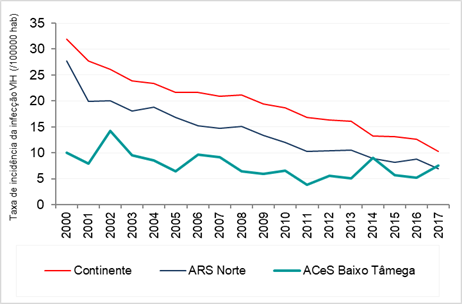 Taxa de incidência da infecção VIH (/100000 hab)
35
30
25
20
15
10
5
0
2000 2001 2002 2003 2004 2005 2006 2007 2008 2009 2010 2011 2012 2013 2014 2015 2016 2017
Continente ARS Norte ACeS Baixo Tâmega